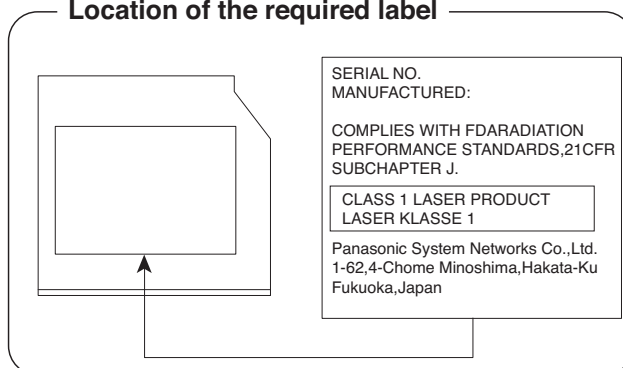 Location of the required label
SERIAL NO.
MANUFACTURED:
COMPLIES WITH FDARADIATION
PERFORMANCE STANDARDS,21CFR
SUBCHAPTER J.
CLASS 1 LASER PRODUCT
LASER KLASSE 1
Panasonic System Networks Co.,Ltd.
1-62,4-Chome Minoshima,Hakata-Ku
Fukuoka,Japan